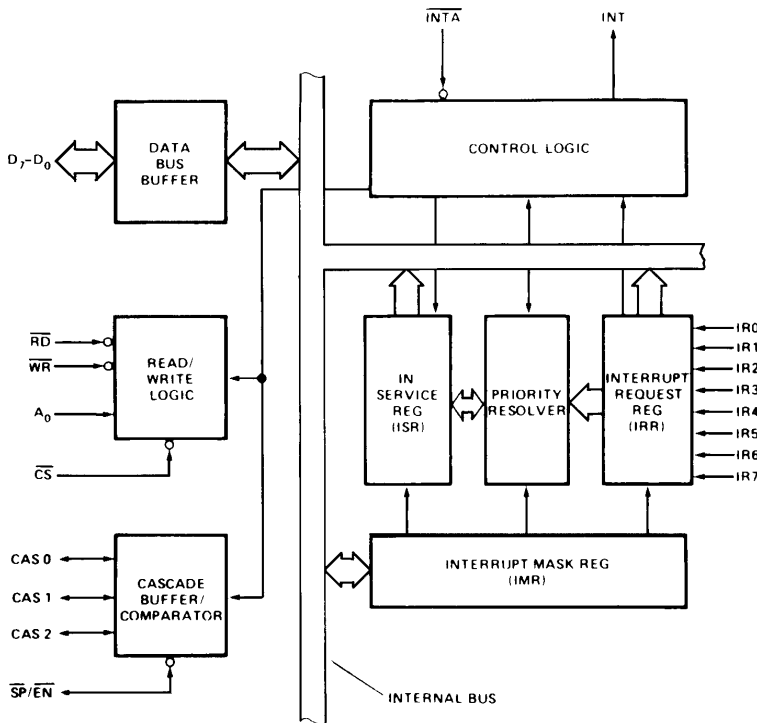 INTA
INT
DATA
BUS
BUFFER
D7-D0
CONTROL LOGIC
RD
WR
A0
CS
READ/
WRITE
LOGIC
IN
SERVICE
REG
(ISR)
PRIORITY
RESOLVER
INTERRUPT
REQUEST
REG
(IRR)
IR0
IR1
IR2
IR3
IR4
IR5
IR6
IR7
CAS 0
CAS 1
CAS 2
SP/EN
CASCADE
BUFFER/
COMPARATOR
INTERRUPT MASK REG
(IMR)
INTERNAL BUS